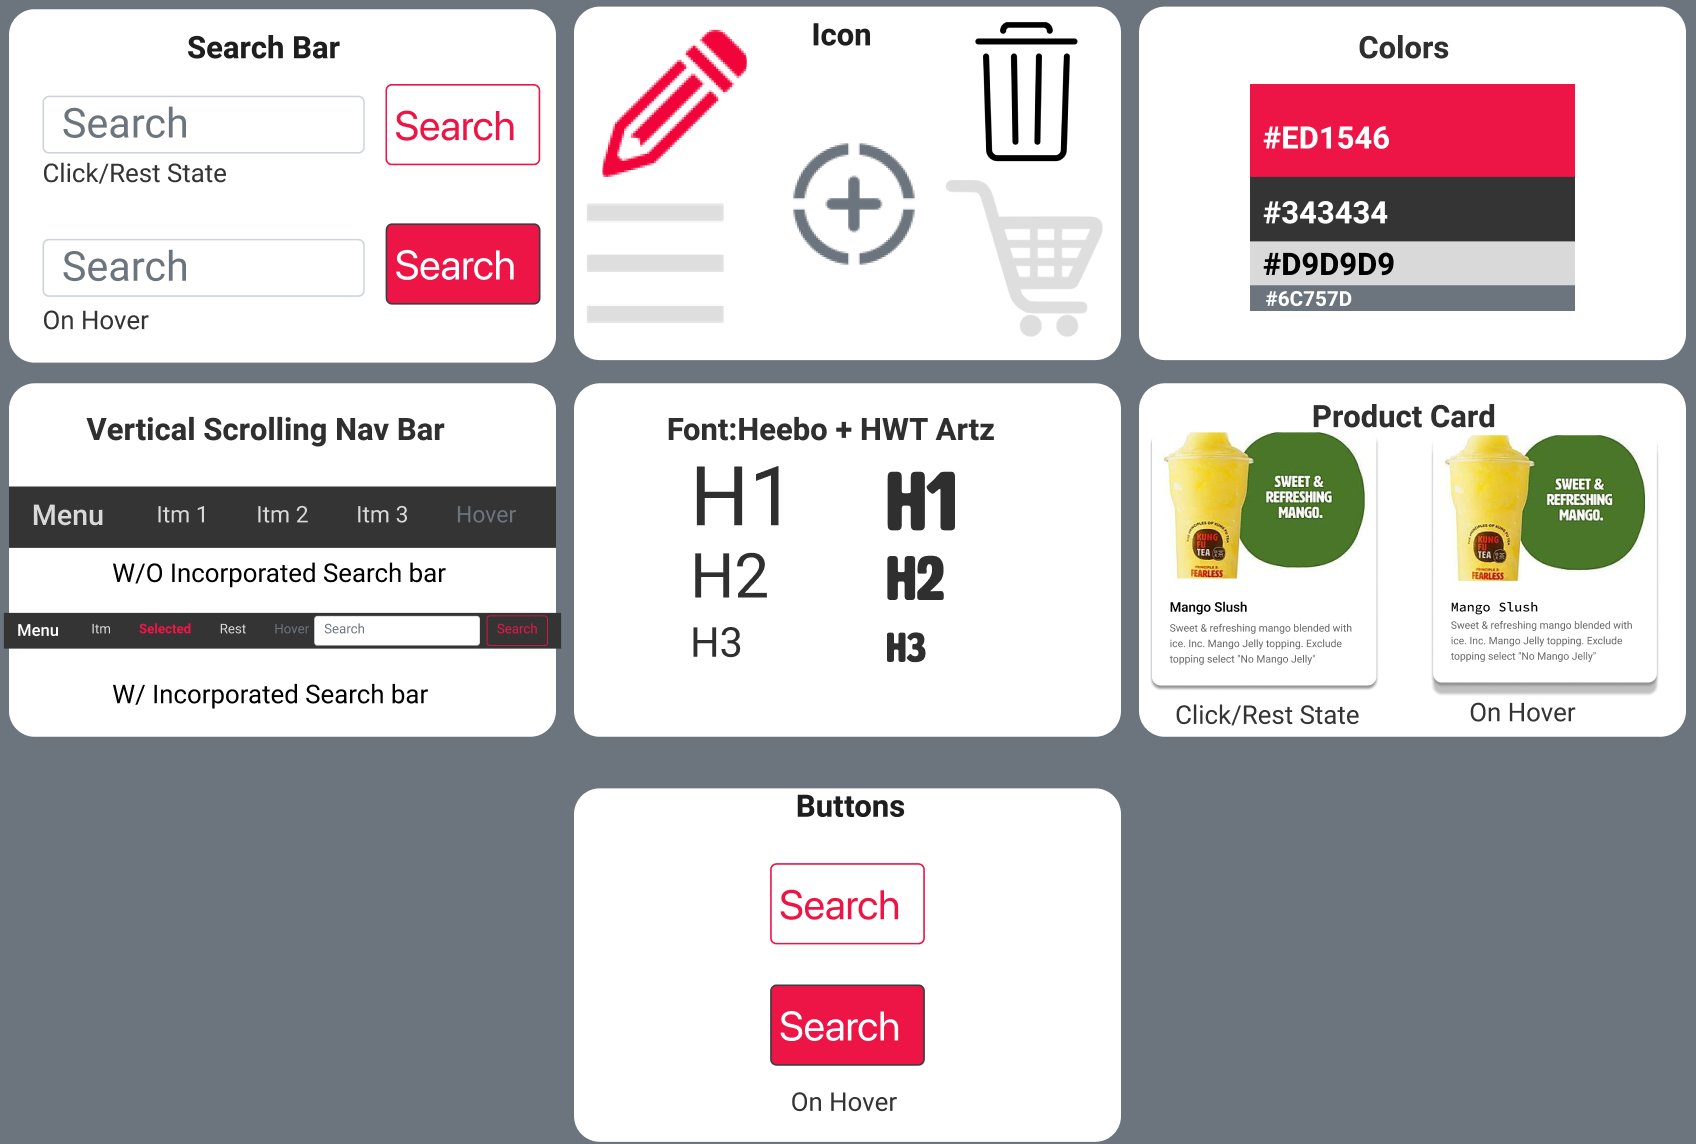 Search Bar
Search
Search
Click/Rest State
Search
Search
On Hover
Icon
Colors
#ED1546
#343434
#D9D9D9
#6C757D
Vertical Scrolling Nav Bar
Menu Itm 1 Itm 2 Itm 3 Hover
W/O Incorporated Search bar
Menu Itm Selected Rest Hover Search Search
W/ Incorporated Search bar
Font:Heebo + HWT Artz
H1 H1
H2 H2
H3 H3
Product Card
SWEET &
REFRESHING
MANGO.
KUNG
FU
TEA
FEARLESS
Mango Slush
Sweet & refreshing mango blended with
ice. Inc. Mango Jelly topping. Exclude
topping select "No Mango Jelly"
Click/Rest State
SWEET &
REFRESHING
MANGO.
KUNG
FU
TEA
FEARLESS
Mango Slush
Sweet & refreshing mango blended with
ice. Inc. Mango Jelly topping. Exclude
topping select "No Mango Jelly"
On Hover
Buttons
Search
Search
On Hover